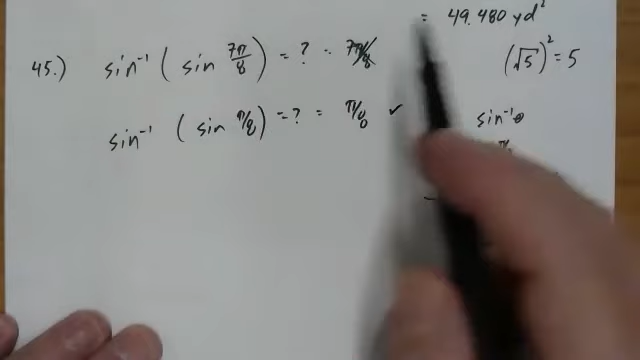 = 49.480 yd²
45.) sin⁻¹ ( sin 7π/8 ) = ? = 7π/8
(√5)² = 5
sin⁻¹ ( sin π/8 ) = ? = π/8 ✓
sin⁻¹